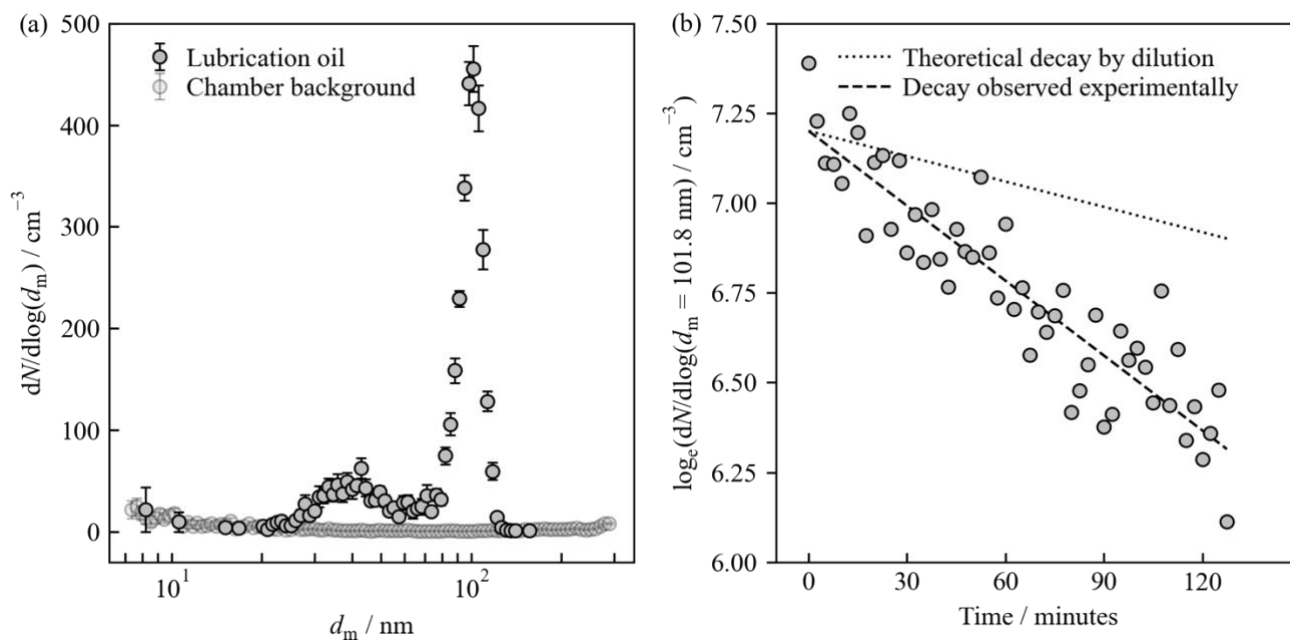 (a)
500
400
300
200
100
0
dN/dlog(dₘ) / cm⁻³
Lubrication oil
Chamber background
10¹
10²
dₘ / nm
(b)
7.50
7.25
7.00
6.75
6.50
6.25
6.00
logₑ(dN/dlog(dₘ = 101.8 nm) / cm⁻³
Theoretical decay by dilution
Decay observed experimentally
0
30
60
90
120
Time / minutes